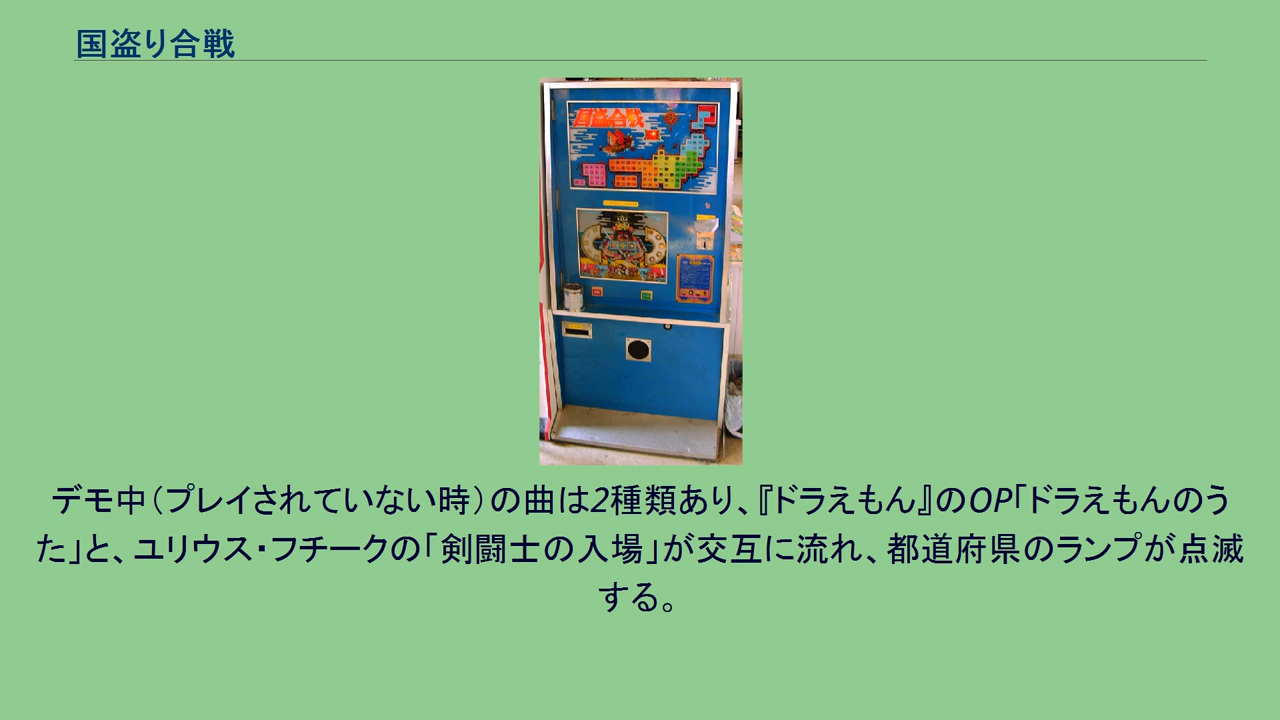 国盗り合戦
国盗合戦
デモ中（プレイされていない時）の曲は2種類あり、『ドラえもん』のOP「ドラえもんのう
た」と、ユリウス・フチークの「剣闘士の入場」が交互に流れ、都道府県のランプが点滅
する。